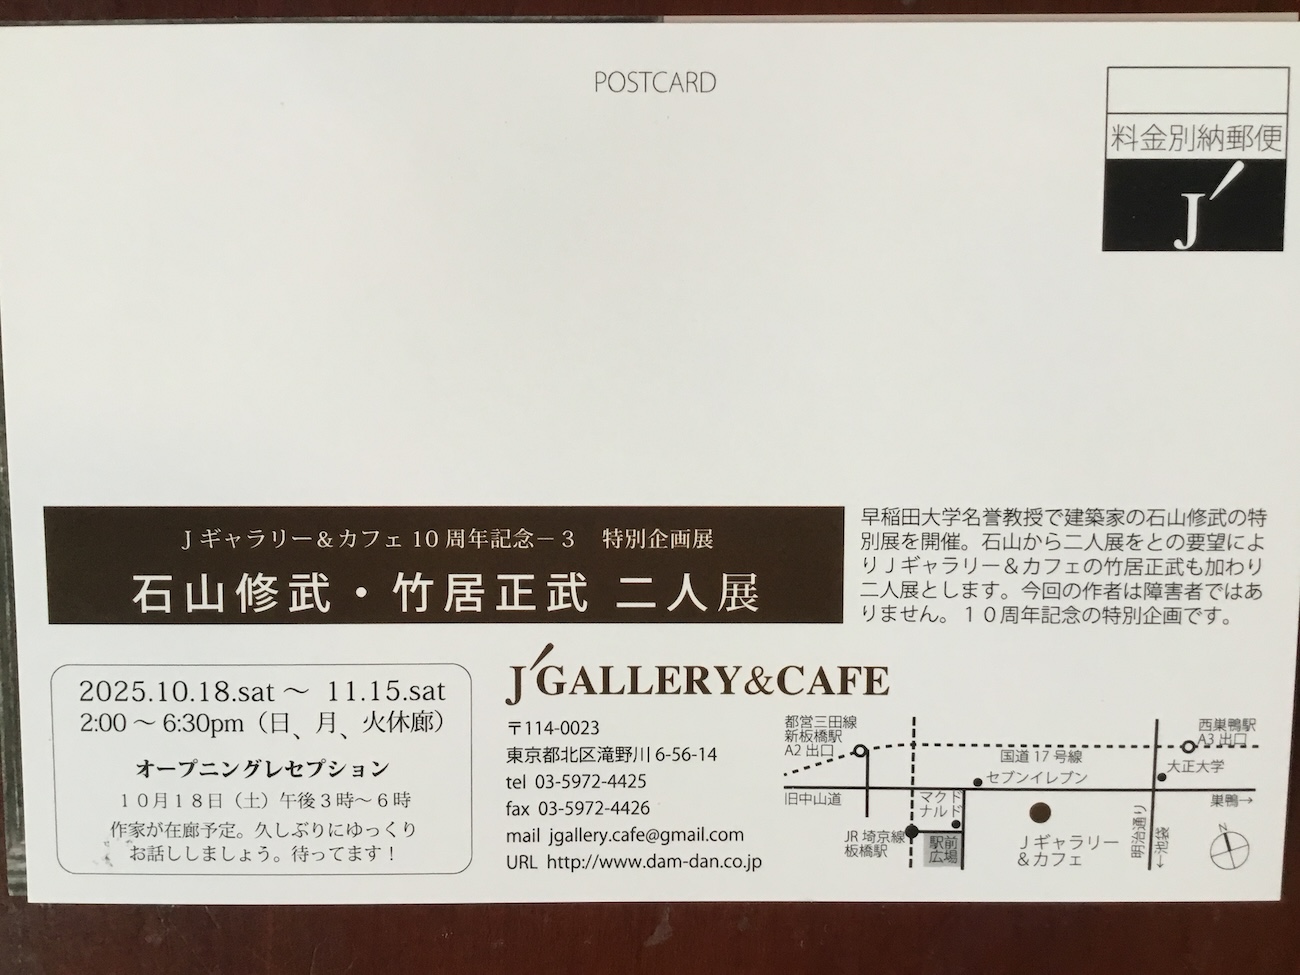 POSTCARD
料金別納郵便
J'
Jギャラリー&カフェ 10 周年記念−3 特別企画展
石山修武・竹居正武 二人展
早稲田大学名誉教授で建築家の石山修武の特
別展を開催。石山から二人展をとの要望によ
りJギャラリー&カフェの竹居正武も加わり
二人展とします。今回の作者は障害者ではあ
りません。10周年記念の特別企画です。
2025.10.18.sat ～ 11.15.sat
2:00 ～ 6:30pm（日、月、火休廊）
オープニングレセプション
10月18日（土）午後3時～6時
作家が在廊予定。久しぶりにゆっくり
お話ししましょう。待ってます！
J'GALLERY&CAFE
〒114-0023
東京都北区滝野川 6-56-14
tel 03-5972-4425
fax 03-5972-4426
mail jgallery.cafe@gmail.com
URL http://www.dam-dan.co.jp
都営三田線
新板橋駅
A2 出口
西巣鴨駅
A3 出口
国道 17 号線
大正大学
セブンイレブン
旧中山道
マクド
ナルド
巣鴨→
JR 埼京線
板橋駅
駅前
広場
Jギャラリー
&カフェ
明治通り
←池袋
N